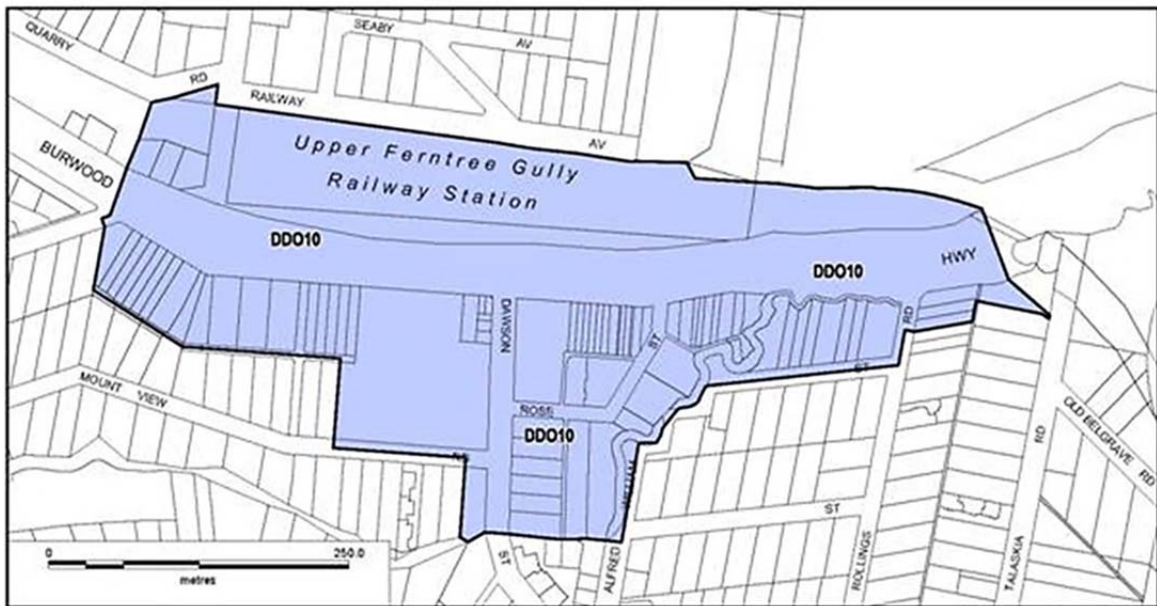 SEABY
AV
QUARRY
RD
RAILWAY
AV
BURWOOD
Upper Ferntree Gully
Railway Station
DDO10
DDO10
HWY
DAWSON
RD
ST
ST
MOUNT
VIEW
ROSE
DDO10
OLD BELGRAVE RD
RD
ST
ST
ALFRED
ROLLINGS
TALASKIA
0
250.0
metres